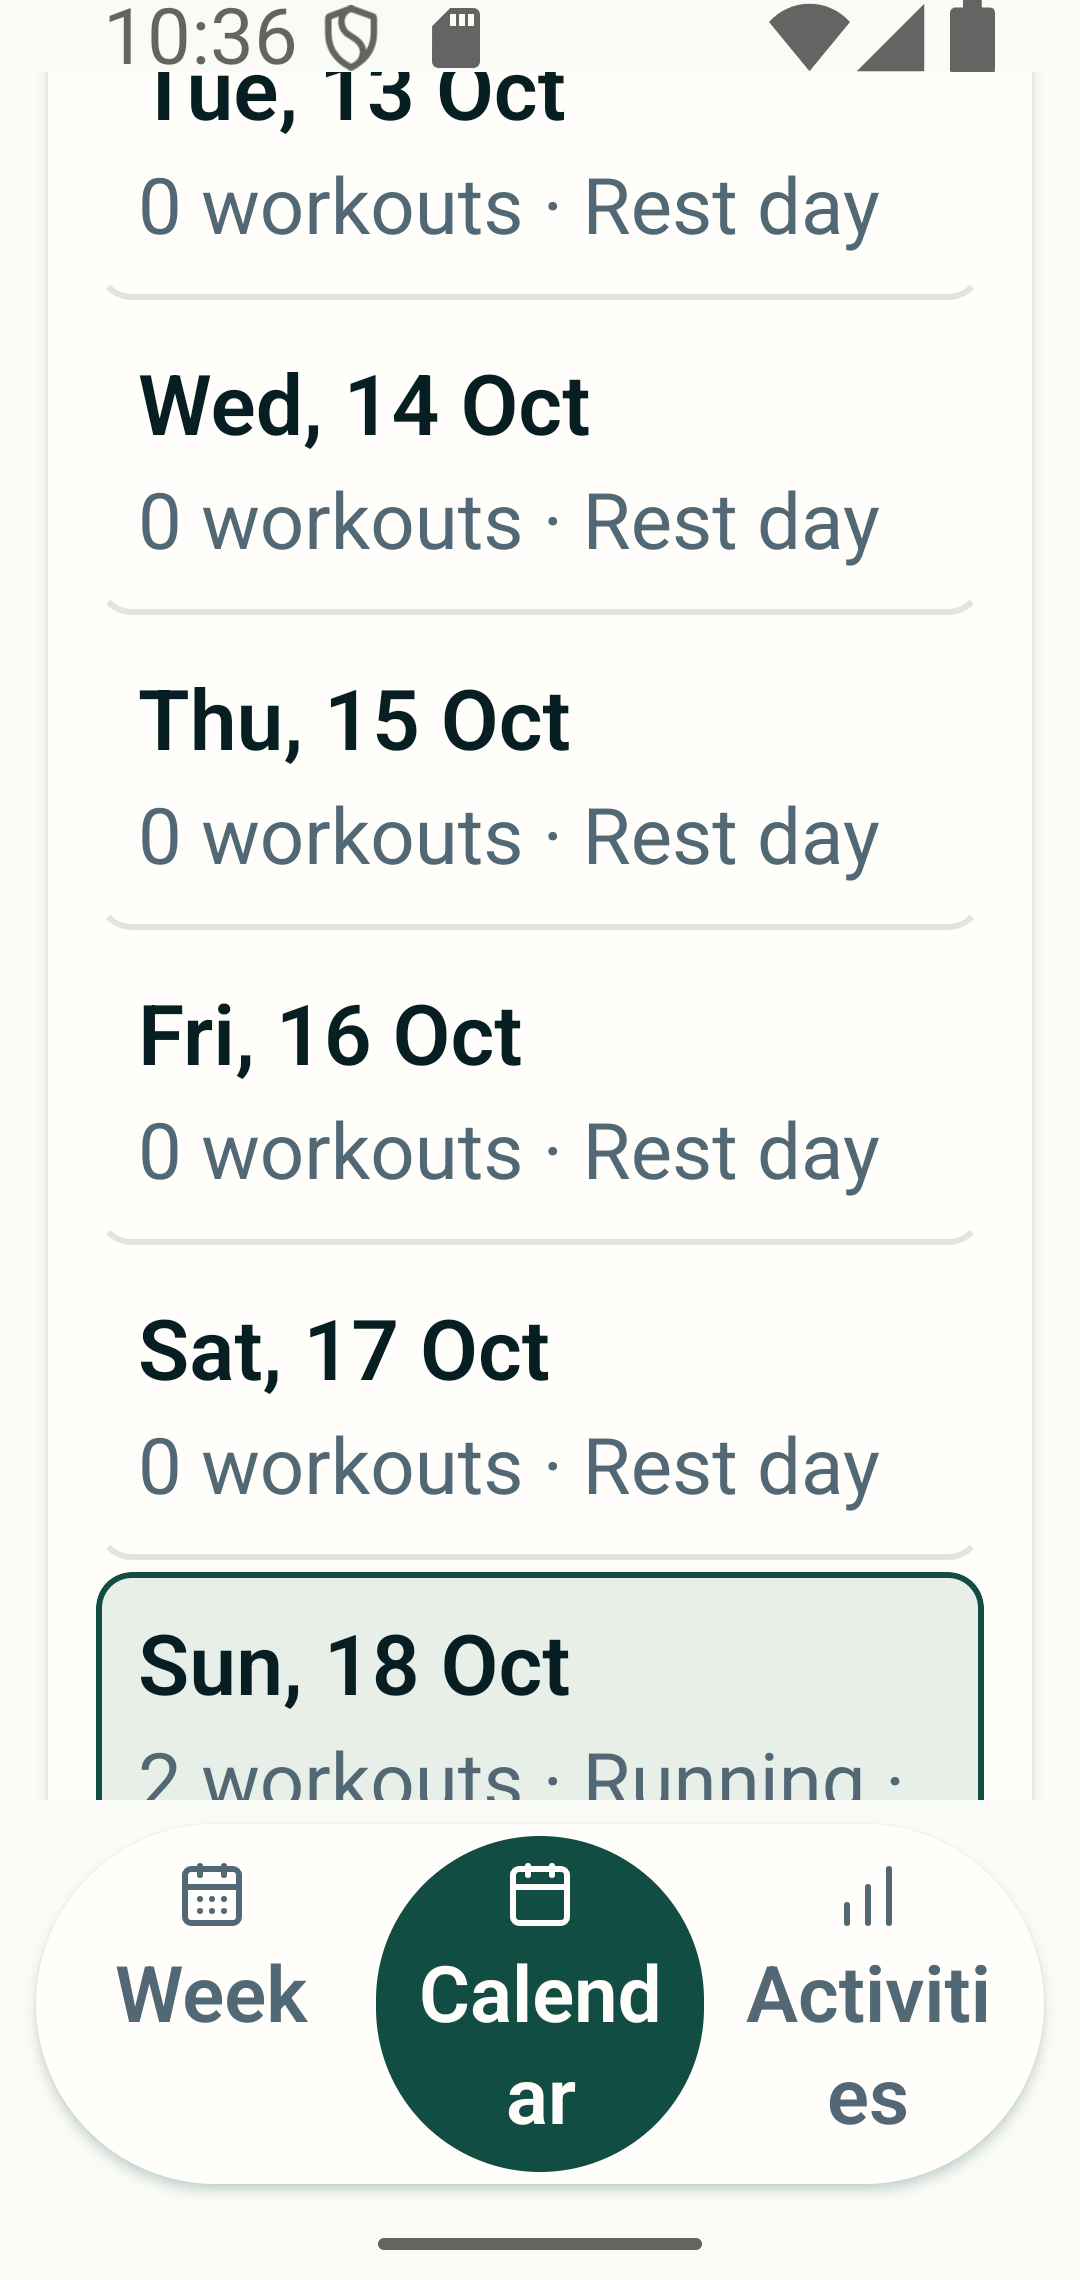 10:36
Tue, 13 Oct
0 workouts · Rest day
Wed, 14 Oct
0 workouts · Rest day
Thu, 15 Oct
0 workouts · Rest day
Fri, 16 Oct
0 workouts · Rest day
Sat, 17 Oct
0 workouts · Rest day
Sun, 18 Oct
2 workouts · Running ·
Week
Calend
ar
Activiti
es